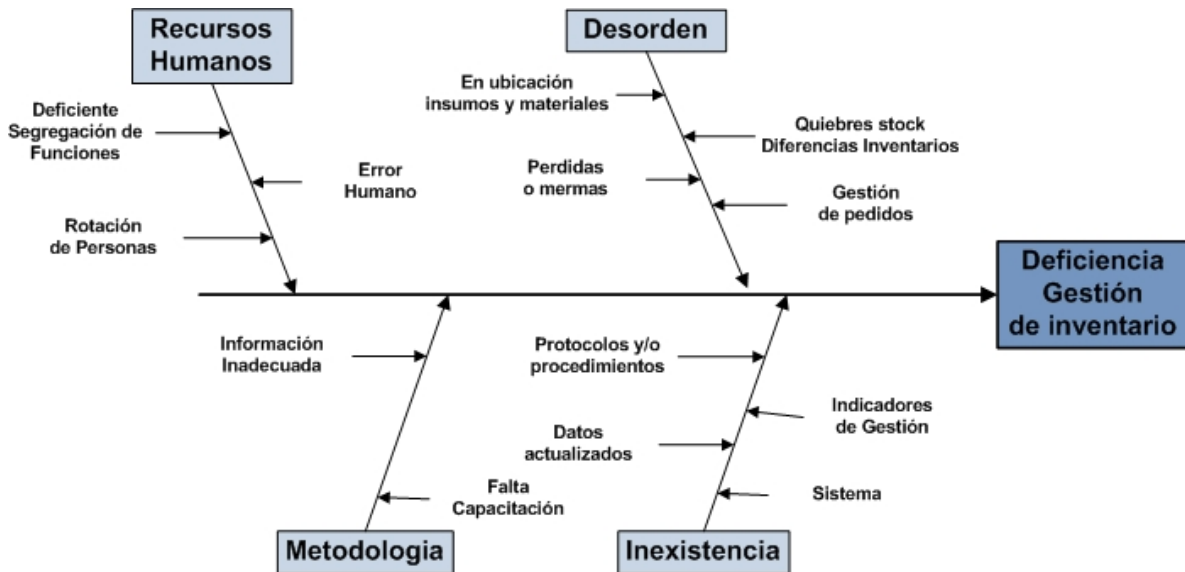 Recursos
Humanos
Desorden
Deficiente
Segregación de
Funciones
Error
Humano
Rotación
de Personas
En ubicación
insumos y materiales
Quiebres stock
Diferencias Inventarios
Perdidas
o mermas
Gestión
de pedidos
Deficiencia
Gestión
de inventario
Información
Inadecuada
Falta
Capacitación
Protocolos y/o
procedimientos
Indicadores
de Gestión
Datos
actualizados
Sistema
Metodologia
Inexistencia